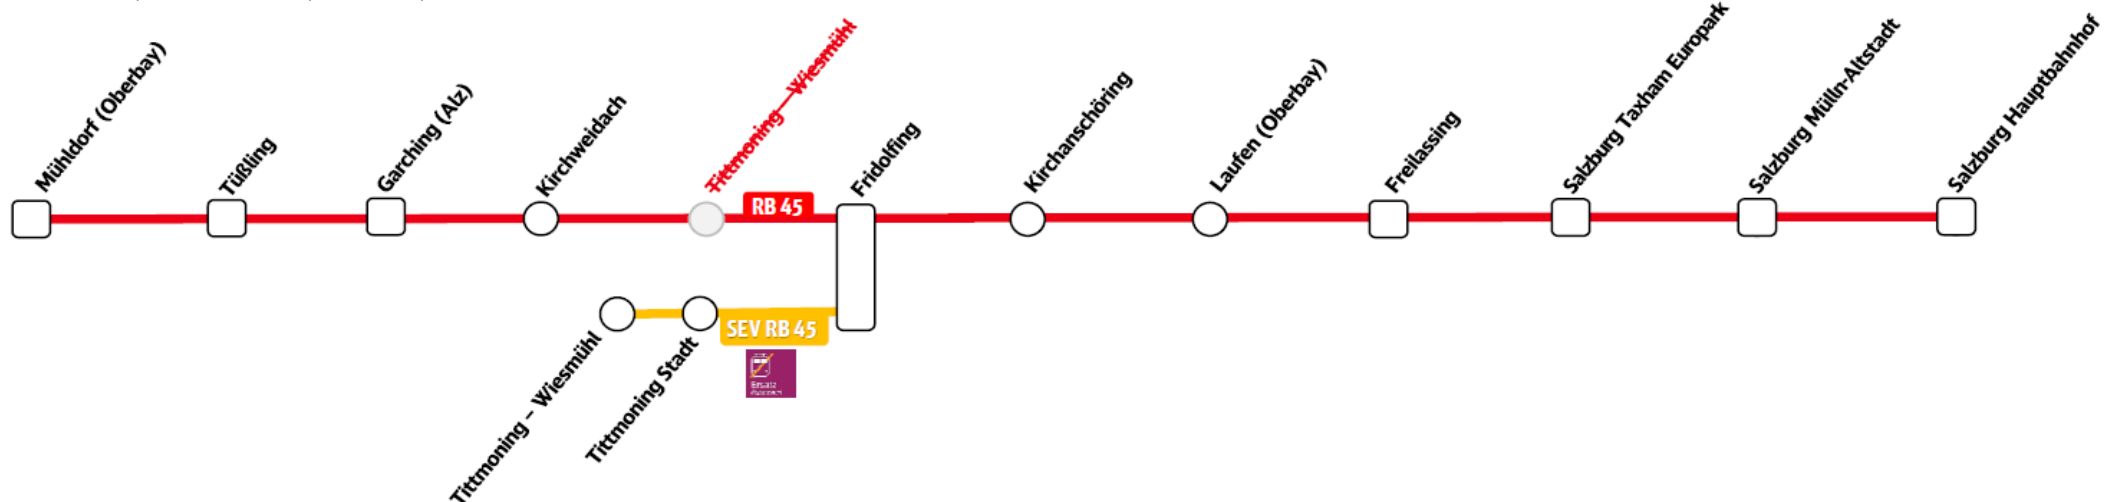 Mühldorf (Oberbay)
Tüßling
Garching (Alz)
Kirchweidach
Tittmoning – Wiesmühl
RB 45
Fridolfing
Kirchanschöring
Laufen (Oberbay)
Freilassing
Salzburg Taxham Europark
Salzburg Mülln-Altstadt
Salzburg Hauptbahnhof
Tittmoning – Wiesmühl
Tittmoning Stadt
SEV RB 45
Ersatz